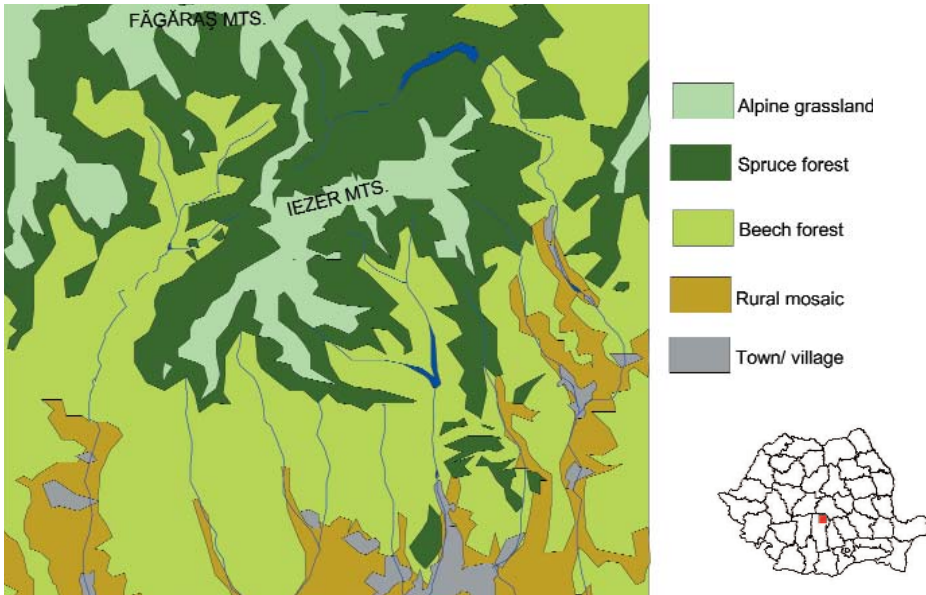 FĂGĂRAŞ MTS.
IEZER MTS.
Alpine grassland
Spruce forest
Beech forest
Rural mosaic
Town/ village